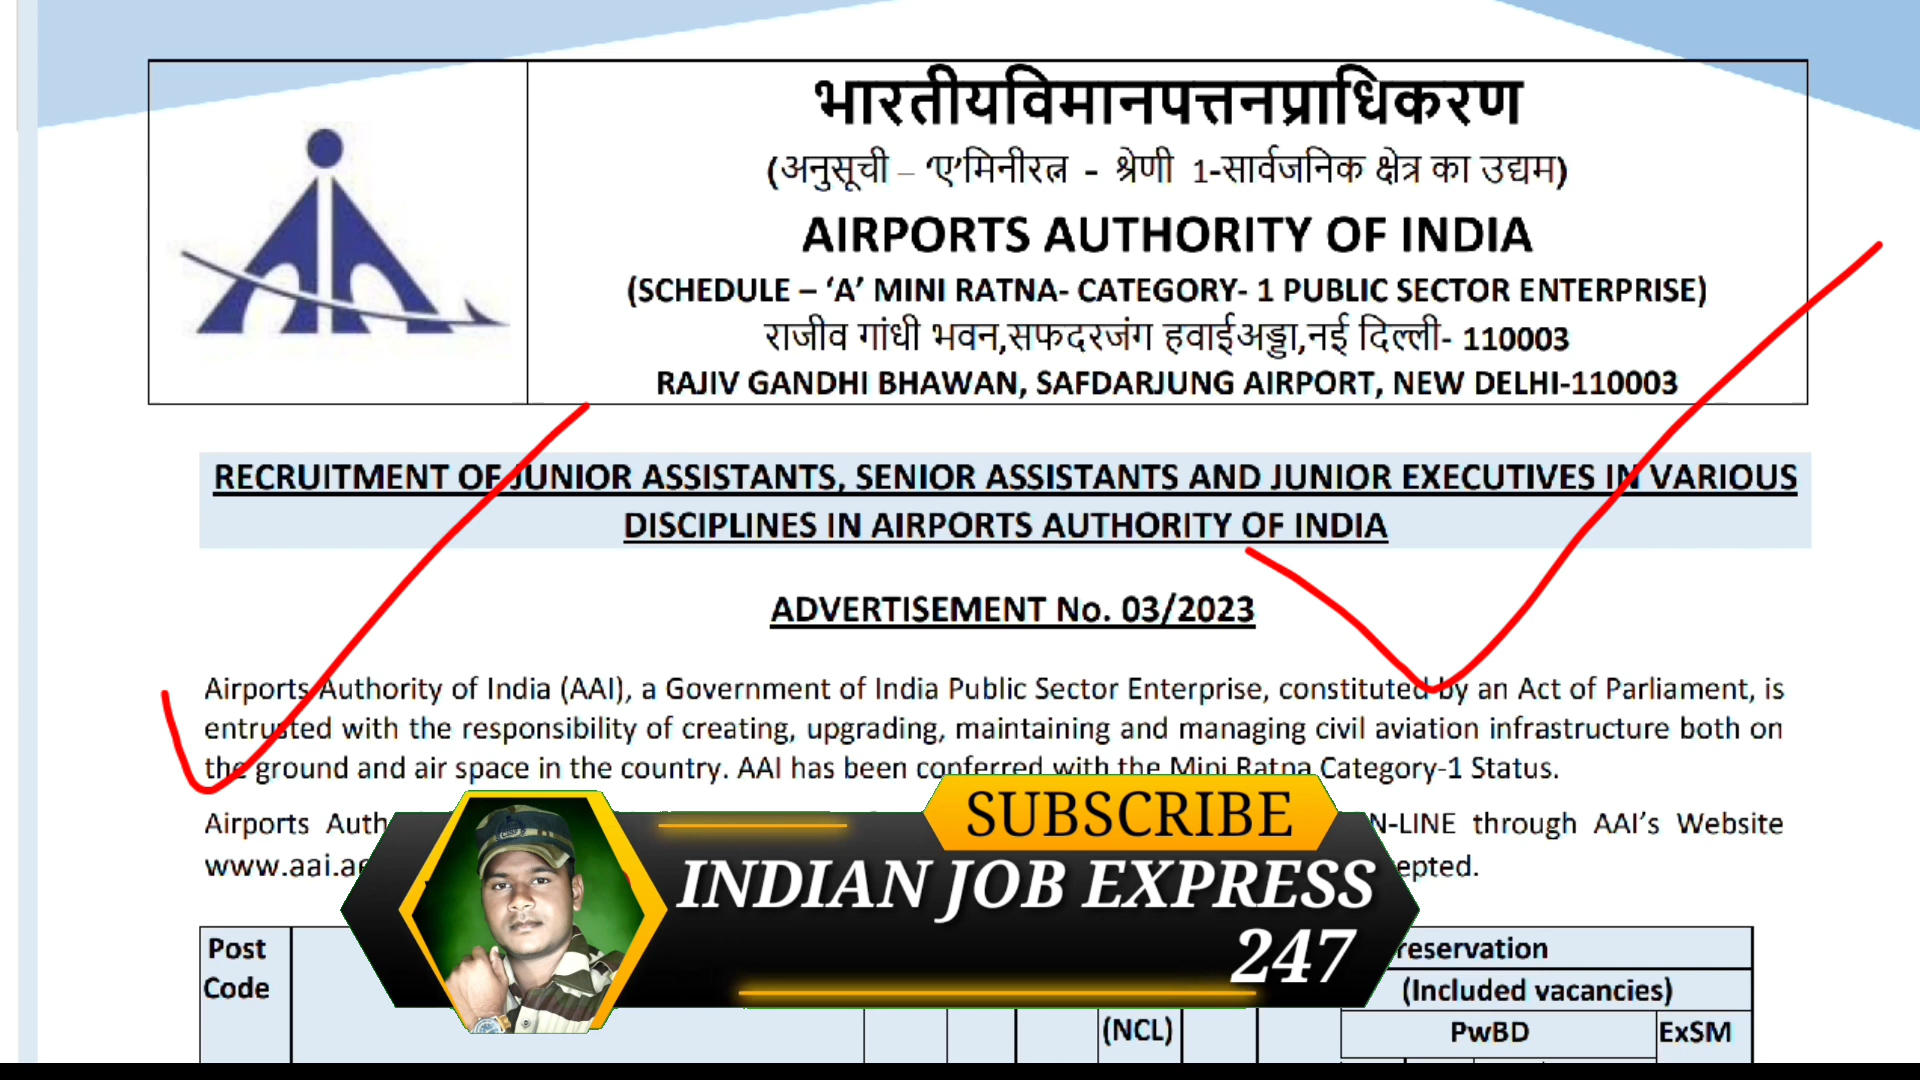 भारतीयविमानपत्तनप्राधिकरण
(अनुसूची – ‘ए’मिनीरत्न - श्रेणी 1-सार्वजनिक क्षेत्र का उद्यम)
AIRPORTS AUTHORITY OF INDIA
(SCHEDULE – ‘A’ MINI RATNA- CATEGORY- 1 PUBLIC SECTOR ENTERPRISE)
राजीव गांधी भवन,सफदरजंग हवाईअड्डा,नई दिल्ली- 110003
RAJIV GANDHI BHAWAN, SAFDARJUNG AIRPORT, NEW DELHI-110003
RECRUITMENT OF JUNIOR ASSISTANTS, SENIOR ASSISTANTS AND JUNIOR EXECUTIVES IN VARIOUS
DISCIPLINES IN AIRPORTS AUTHORITY OF INDIA
ADVERTISEMENT No. 03/2023
Airports Authority of India (AAI), a Government of India Public Sector Enterprise, constituted by an Act of Parliament, is
entrusted with the responsibility of creating, upgrading, maintaining and managing civil aviation infrastructure both on
the ground and air space in the country. AAI has been conferred with the Mini Ratna Category-1 Status.
Airports through AAI’s Website
SUBSCRIBE
INDIAN JOB EXPRESS
247
Post
Code
reservation
(Included vacancies)
(NCL)
PwBD
ExSM